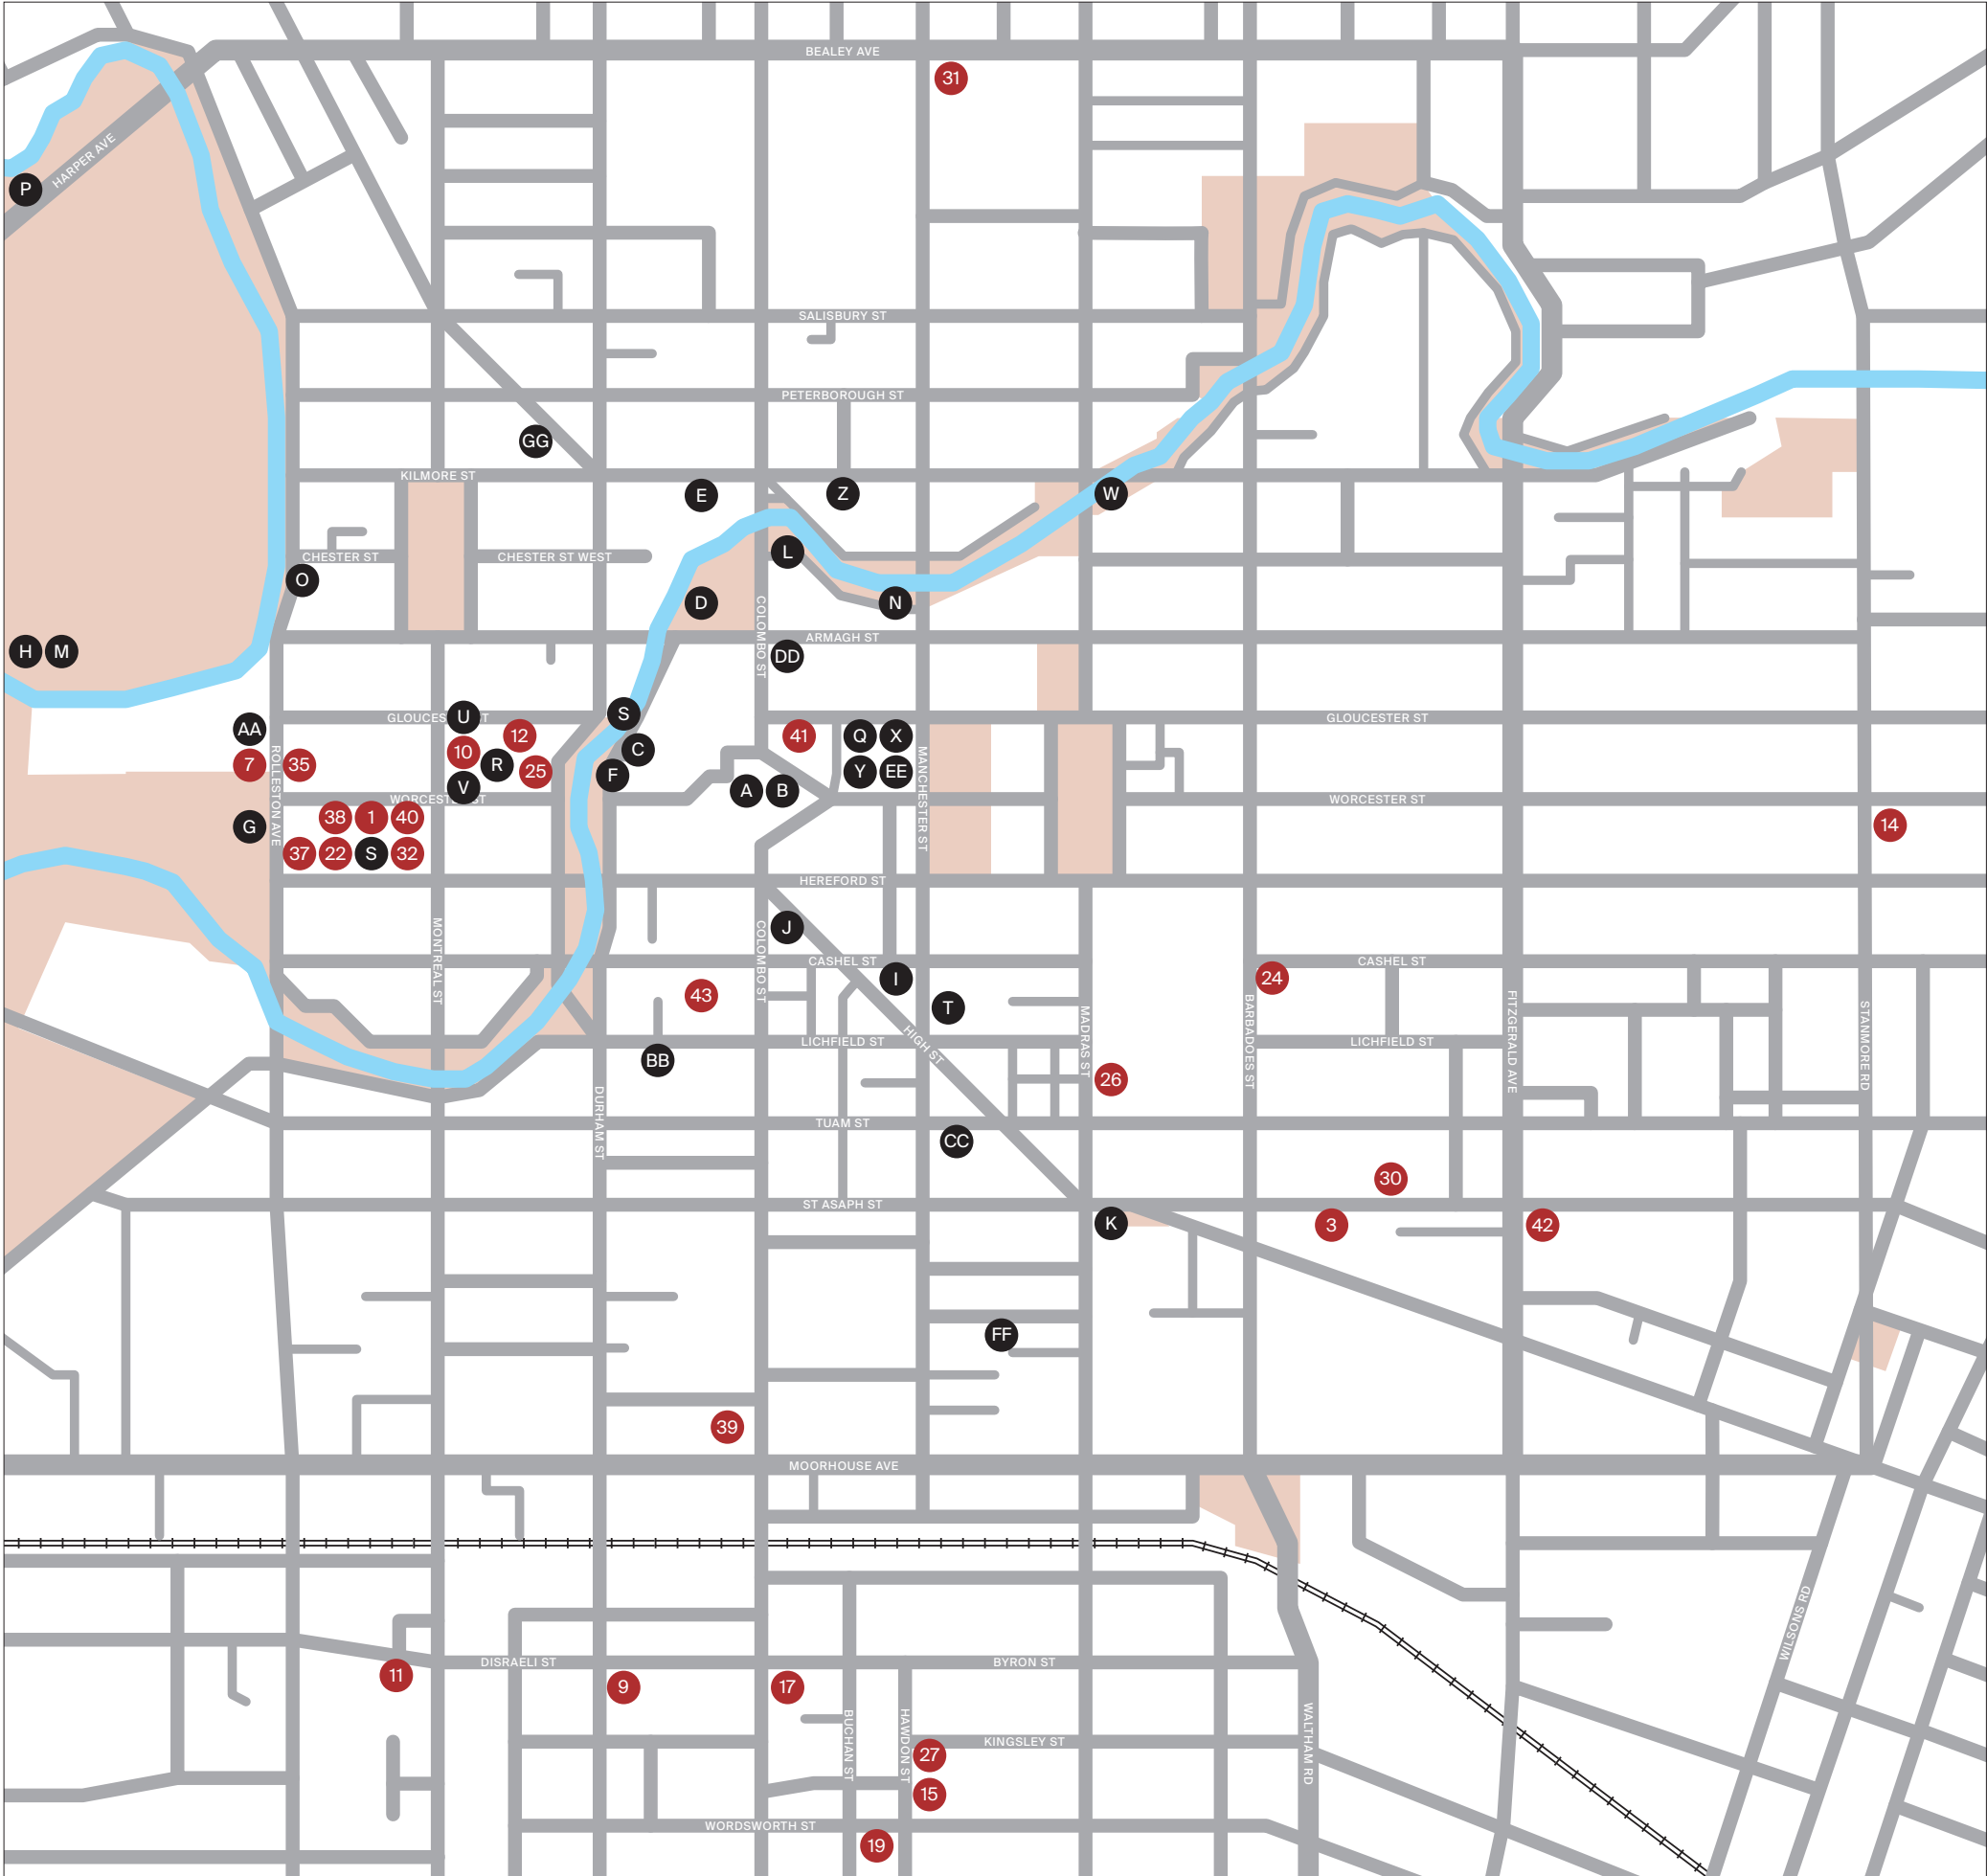 BEALEY AVE
31
HARPER AVE
P
SALISBURY ST
PETERBOROUGH ST
GG
KILMORE ST
E
Z
W
CHESTER ST
CHESTER ST WEST
L
O
D
N
COLOMBO ST
ARMAGH ST
H
M
DD
GLOUCES
T
U
S
GLOUCESTER ST
AA
12
41
Q
X
C
10
7
35
R
25
F
Y
EE
ROLLESTON AVE
MANCHESTER ST
V
A
B
WORCEST
ST
WORCESTER ST
G
38
1
40
14
37
22
S
32
HEREFORD ST
J
MONTREAL ST
COLOMBO ST
CASHEL ST
CASHEL ST
I
24
43
T
LICHFIELD ST
HIGH ST
MADRAS ST
BARBADOES ST
LICHFIELD ST
FITZGERALD AVE
STANMORE RD
BB
26
DURHAM ST
TUAM ST
CC
30
ST ASAPH ST
K
3
42
FF
39
MOORHOUSE AVE
WILSONS RD
DISRAELI ST
BYRON ST
11
9
17
BUCHAN ST
HAWDON ST
WALTHAM RD
KINGSLEY ST
27
15
WORDSWORTH ST
19